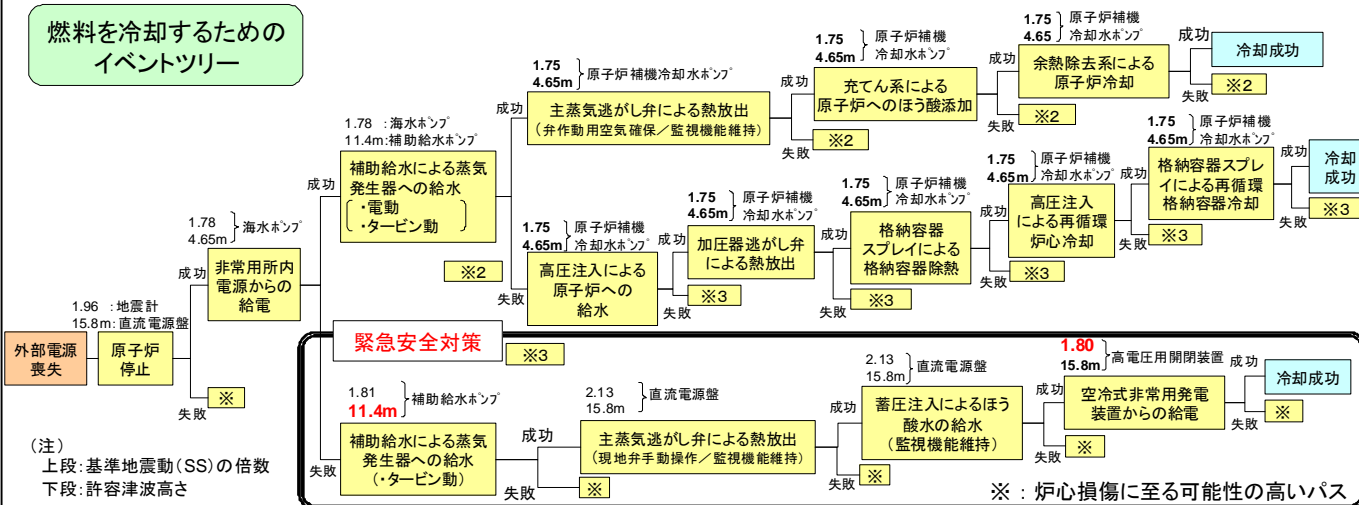 燃料を冷却するための
イベントツリー
外部電源
喪失
1.96 :地震計
15.8m:直流電源盤
原子炉
停止
成功
失敗
※
1.78
4.65m
海水ポンプ
非常用所内
電源からの
給電
成功
失敗
1.78 :海水ポンプ
11.4m:補助給水ポンプ
補助給水による蒸気
発生器への給水
・電動
・タービン動
※2
成功
失敗
1.75
4.65m
原子炉補機冷却水ポンプ
主蒸気逃がし弁による熱放出
(弁作動用空気確保/監視機能維持)
成功
失敗
※2
1.75
4.65m
原子炉補機
冷却水ポンプ
充てん系による
原子炉へのほう酸添加
成功
失敗
※2
1.75
4.65
原子炉補機
冷却水ポンプ
余熱除去系による
原子炉冷却
成功
失敗
冷却成功
※2
1.75
4.65m
原子炉補機
冷却水ポンプ
高圧注入による
原子炉への
給水
成功
失敗
※3
1.75
4.65m
原子炉補機
冷却水ポンプ
加圧器逃がし弁
による熱放出
成功
失敗
※3
1.75
4.65m
原子炉補機
冷却水ポンプ
格納容器
スプレイによる
格納容器除熱
成功
失敗
※3
1.75
4.65m
原子炉補機
冷却水ポンプ
高圧注入
による再循環
炉心冷却
成功
失敗
※3
1.75
4.65m
原子炉補機
冷却水ポンプ
格納容器スプレ
イによる再循環
格納容器冷却
成功
失敗
冷却
成功
※3
緊急安全対策
※3
1.81
11.4m
補助給水ポンプ
補助給水による蒸気
発生器への給水
(・タービン動)
成功
失敗
※
2.13
15.8m
直流電源盤
主蒸気逃がし弁による熱放出
(現地弁手動操作/監視機能維持)
成功
失敗
※
2.13
15.8m
直流電源盤
蓄圧注入によるほう
酸水の給水
(監視機能維持)
成功
失敗
※
1.80
15.8m
高電圧用開閉装置
空冷式非常用発電
装置からの給電
成功
失敗
冷却成功
※
(注)
上段:基準地震動(SS)の倍数
下段:許容津波高さ
※ : 炉心損傷に至る可能性の高いパス